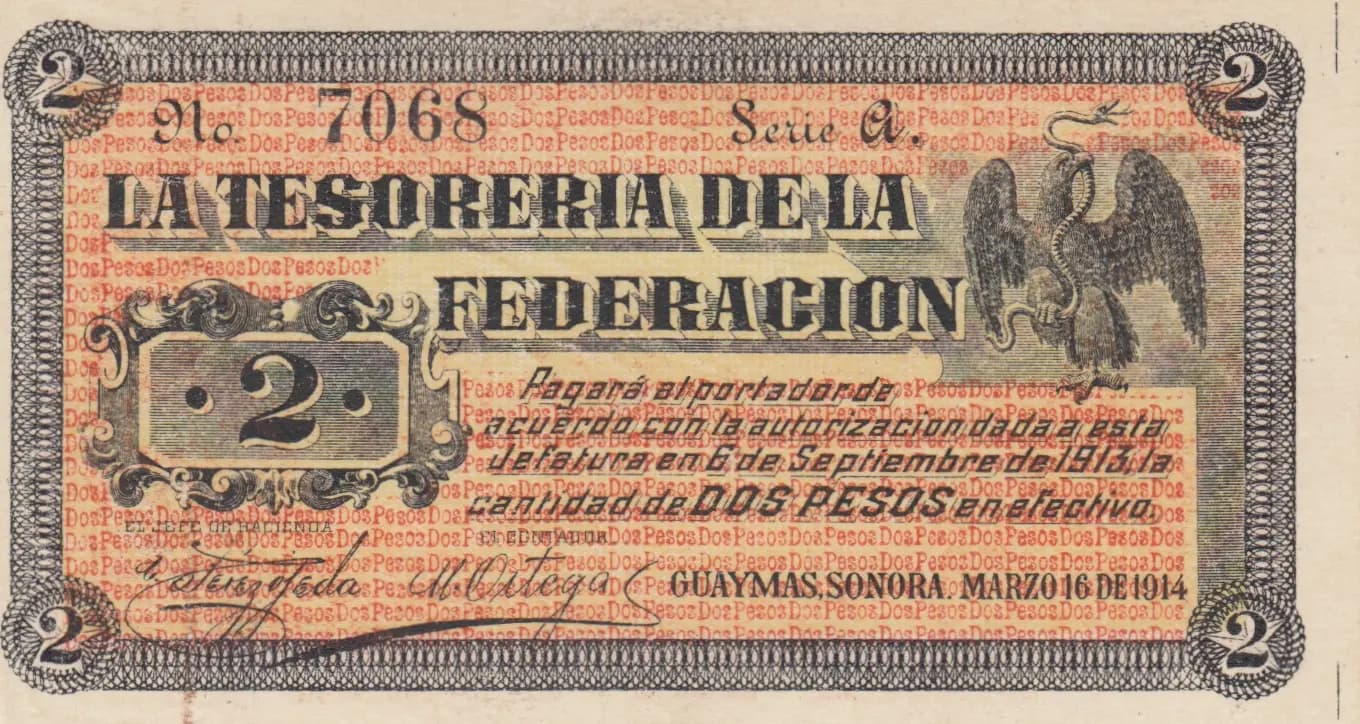 2 2
No. 7068 Serie A.
LA TESORERIA DE LA
FEDERACION
· 2 ·
Pagará al portador de
acuerdo con la autorizacion dada a esta
Jefatura en 6 de Septiembre de 1913, la
cantidad de DOS PESOS en efectivo.
EL JEFE DE HACIENDA
EL CONTADOR
M. Ortega
GUAYMAS, SONORA. MARZO 16 DE 1914
2 2